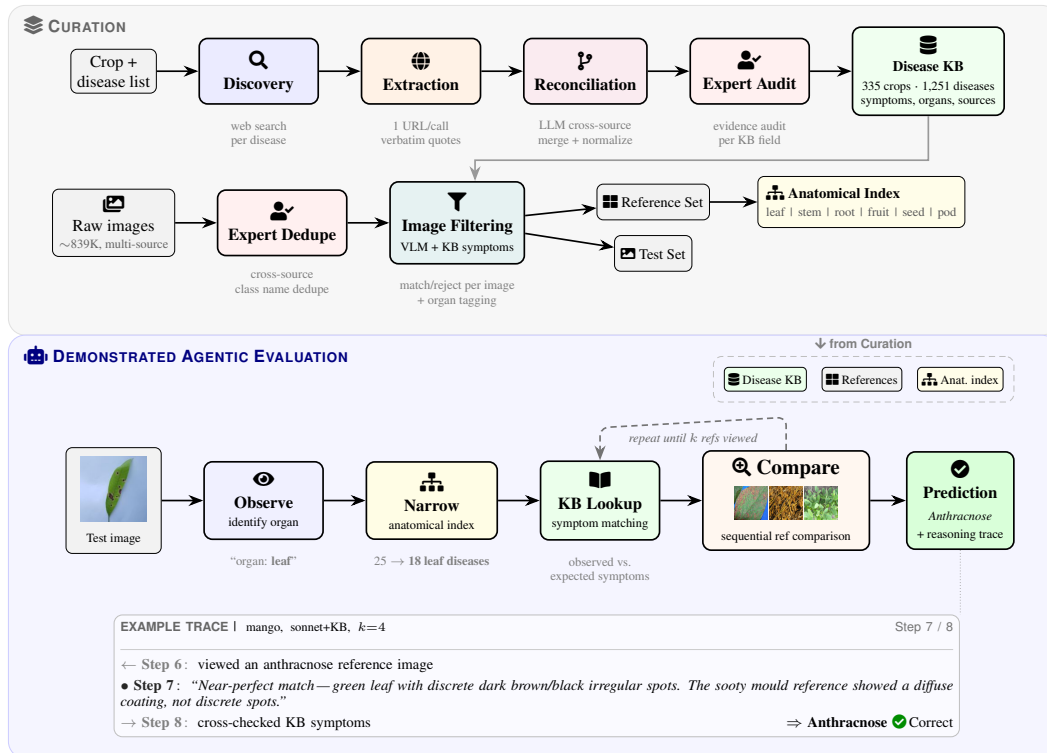 CURATION
Crop +
disease list
Discovery
web search
per disease
Extraction
1 URL/call
verbatim quotes
Reconciliation
LLM cross-source
merge + normalize
Expert Audit
evidence audit
per KB field
Disease KB
335 crops · 1,251 diseases
symptoms, organs, sources
Raw images
~839K, multi-source
Expert Dedupe
cross-source
class name dedupe
Image Filtering
VLM + KB symptoms
match/reject per image
+ organ tagging
Reference Set
Test Set
Anatomical Index
leaf | stem | root | fruit | seed | pod
DEMONSTRATED AGENTIC EVALUATION
↓ from Curation
Disease KB
References
Anat. index
Test image
Observe
identify organ
"organ: leaf"
Narrow
anatomical index
25 → 18 leaf diseases
KB Lookup
symptom matching
observed vs.
expected symptoms
repeat until k refs viewed
Compare
sequential ref comparison
Prediction
Anthracnose
+ reasoning trace
EXAMPLE TRACE | mango, sonnet+KB, k=4 Step 7 / 8
← Step 6: viewed an anthracnose reference image
• Step 7: “Near-perfect match—green leaf with discrete dark brown/black irregular spots. The sooty mould reference showed a diffuse
coating, not discrete spots.”
→ Step 8: cross-checked KB symptoms ⇒ Anthracnose Correct